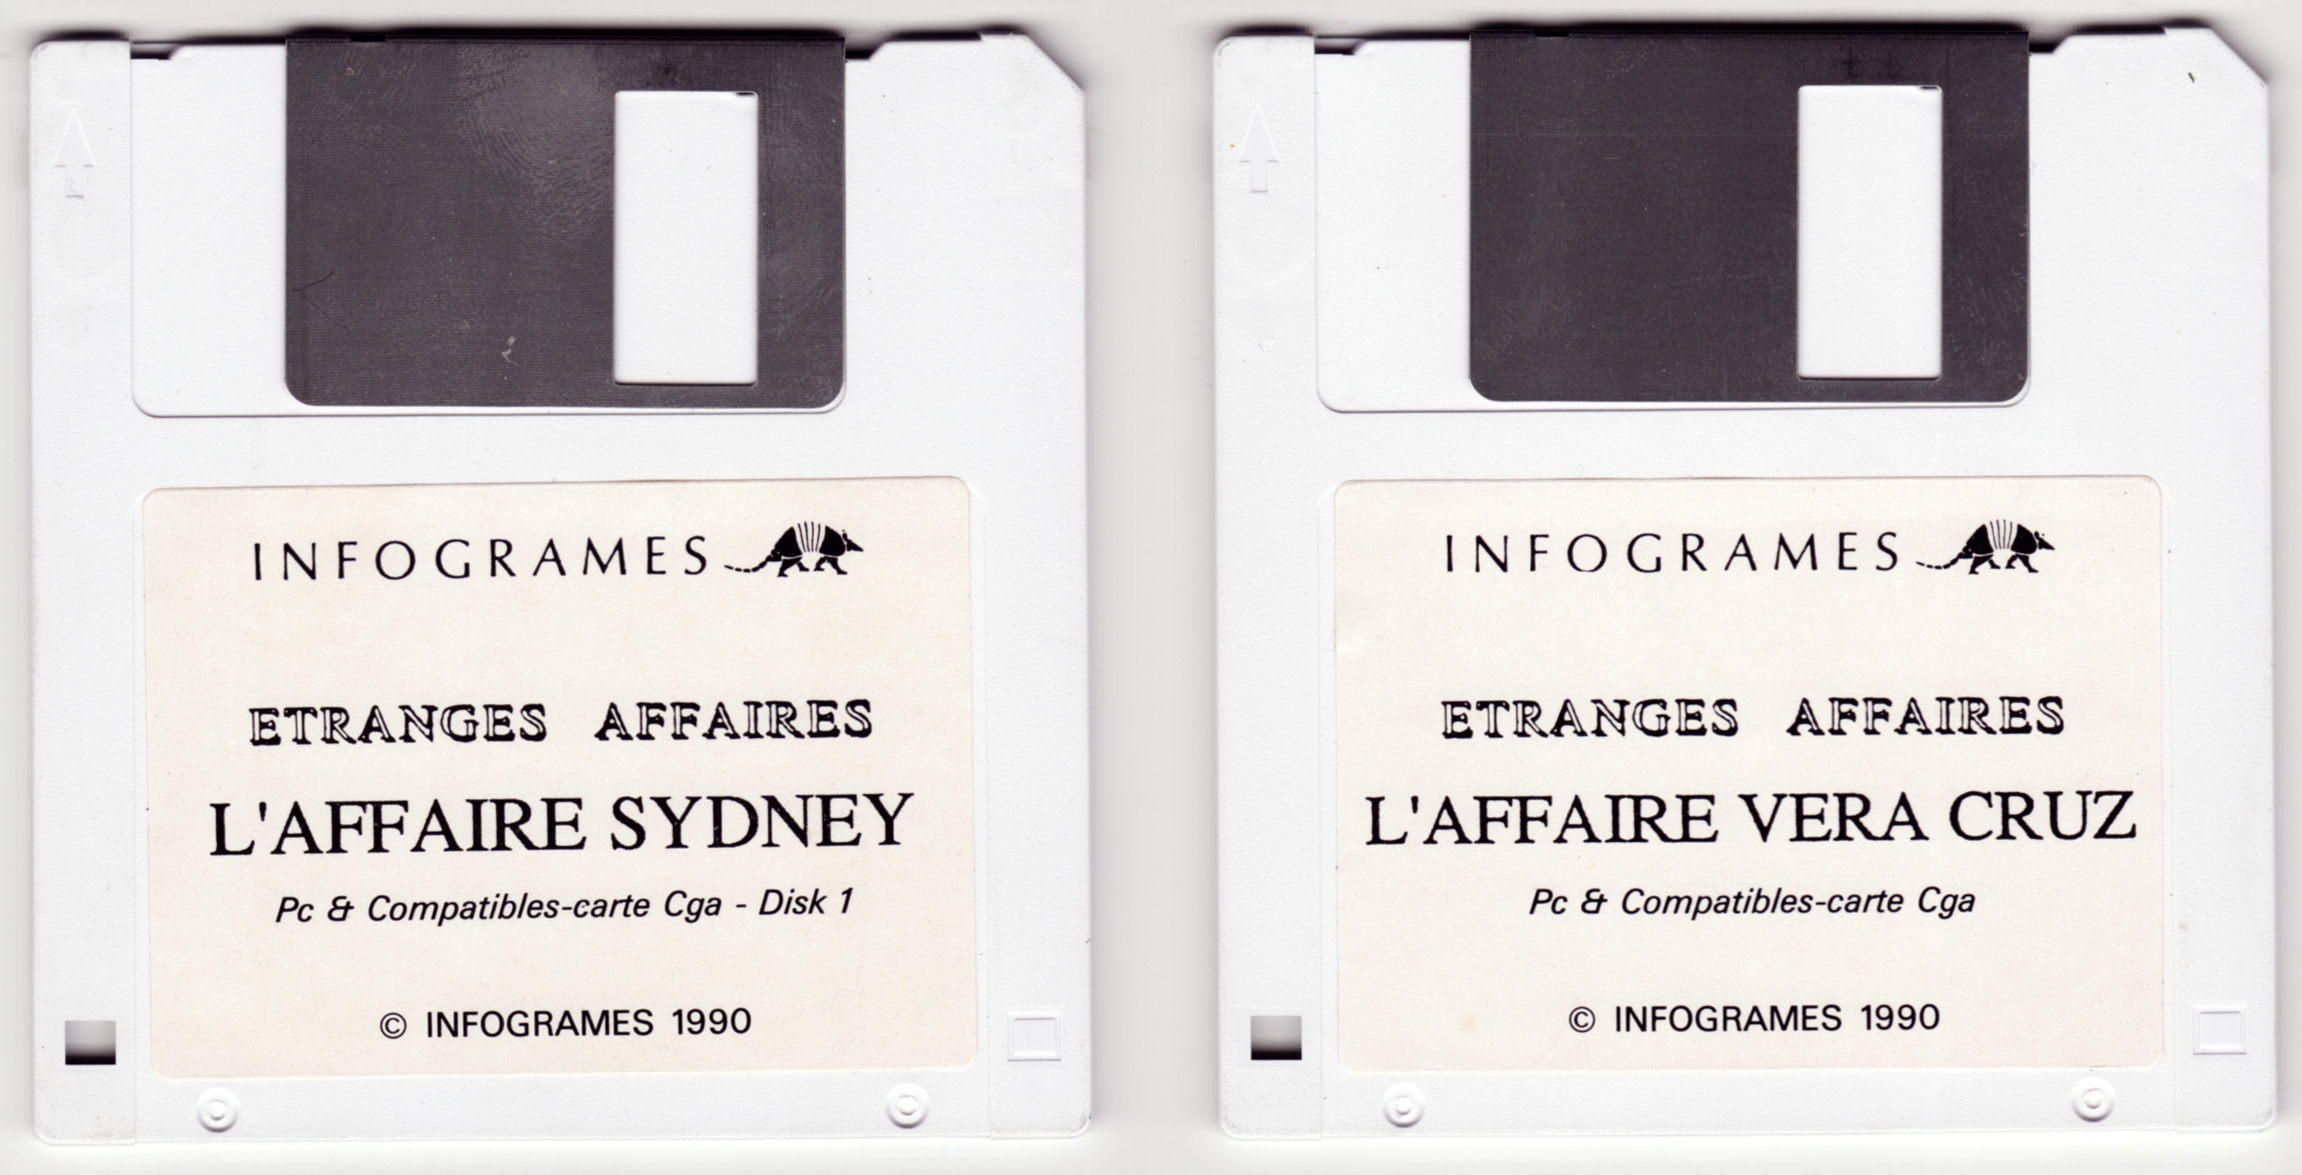 INFOGRAMES
ETRANGES AFFAIRES
L'AFFAIRE SYDNEY
Pc & Compatibles-carte Cga - Disk 1
© INFOGRAMES 1990
INFOGRAMES
ETRANGES AFFAIRES
L'AFFAIRE VERA CRUZ
Pc & Compatibles-carte Cga
© INFOGRAMES 1990